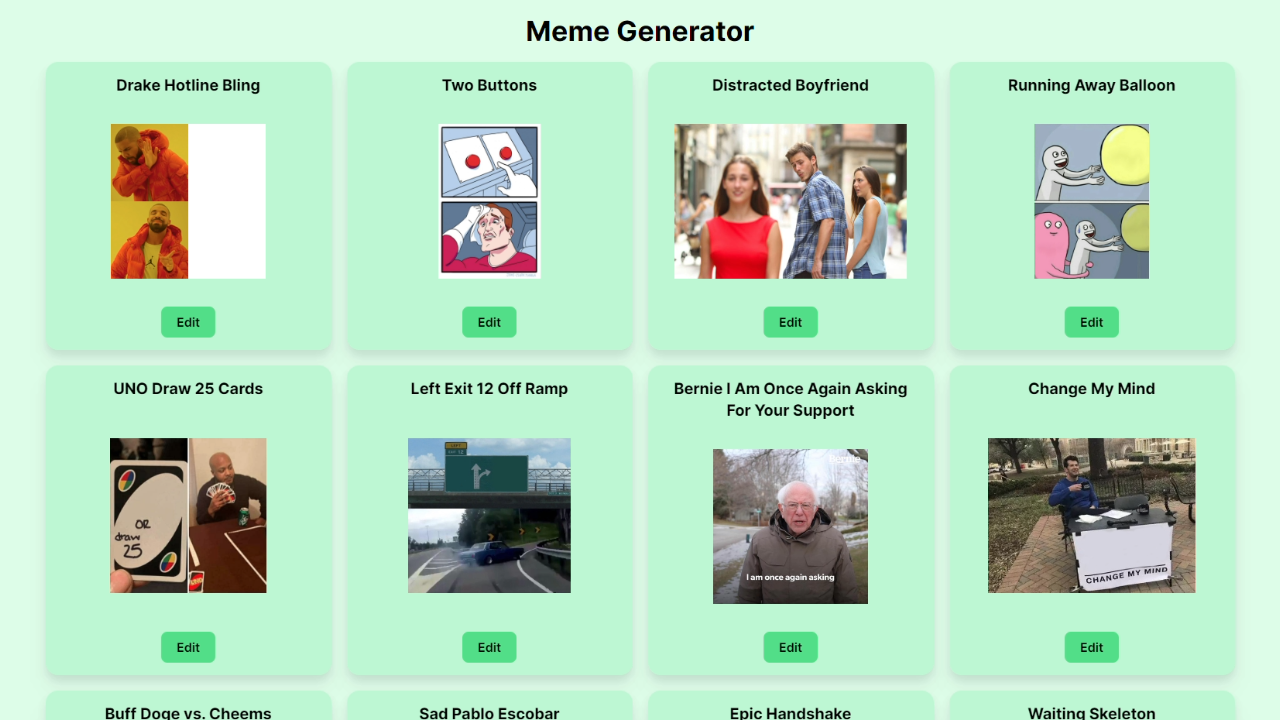 Meme Generator
Drake Hotline Bling
Two Buttons
Distracted Boyfriend
Running Away Balloon
Edit
Edit
Edit
Edit
UNO Draw 25 Cards
Left Exit 12 Off Ramp
Bernie I Am Once Again Asking
For Your Support
Change My Mind
OR
draw
25
LEFT
EXIT 12
Bernie
I am once again asking
CHANGE MY MIND
Edit
Edit
Edit
Edit
Buff Doge vs. Cheems
Sad Pablo Escobar
Epic Handshake
Waiting Skeleton